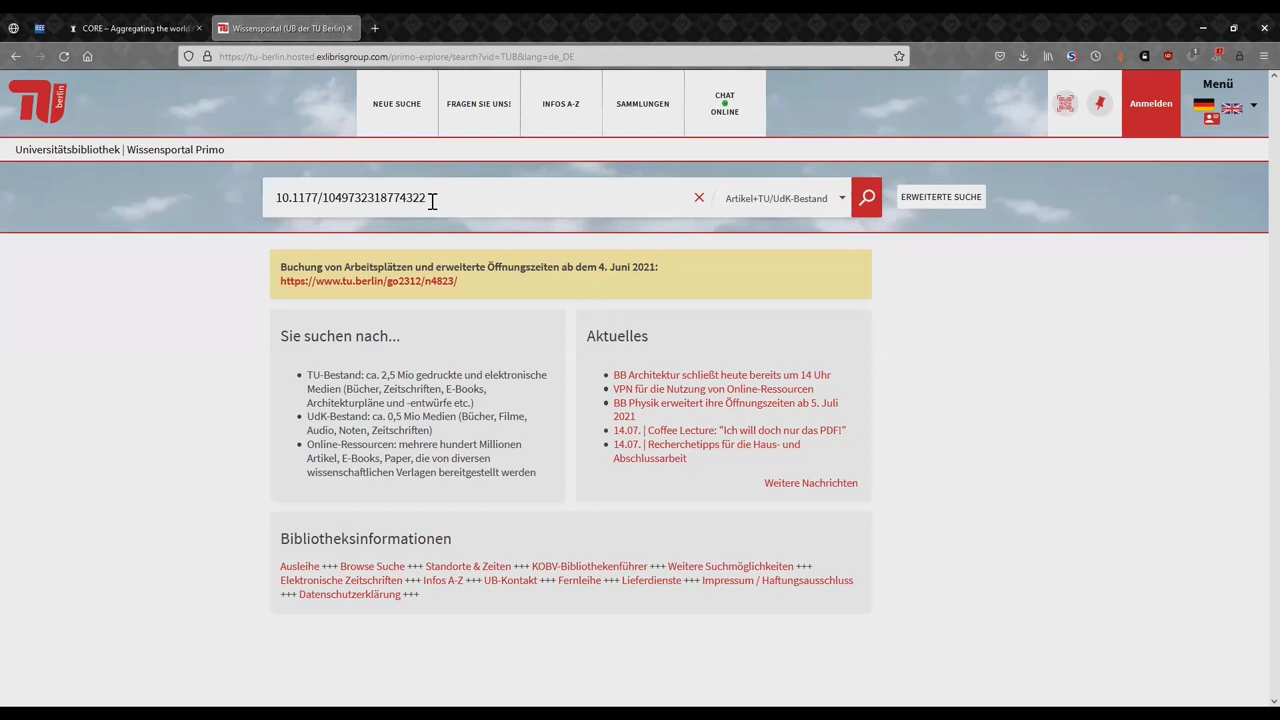 IEEE
CORE – Aggregating the world
Wissensportal (UB der TU Berlin)
https://tu-berlin.hosted.exlibrisgroup.com/primo-explore/search?vid=TUB&lang=de_DE
TU berlin
NEUE SUCHE
FRAGEN SIE UNS!
INFOS A-Z
SAMMLUNGEN
CHAT
ONLINE
Anmelden
Menü
Universitätsbibliothek | Wissensportal Primo
10.1177/1049732318774322
Artikel+TU/UdK-Bestand
ERWEITERTE SUCHE
Buchung von Arbeitsplätzen und erweiterte Öffnungszeiten ab dem 4. Juni 2021:
https://www.tu.berlin/go2312/n4823/
Sie suchen nach...
TU-Bestand: ca. 2,5 Mio gedruckte und elektronische
Medien (Bücher, Zeitschriften, E-Books,
Architekturpläne und -entwürfe etc.)
UdK-Bestand: ca. 0,5 Mio Medien (Bücher, Filme,
Audio, Noten, Zeitschriften)
Online-Ressourcen: mehrere hundert Millionen
Artikel, E-Books, Paper, die von diversen
wissenschaftlichen Verlagen bereitgestellt werden
Aktuelles
BB Architektur schließt heute bereits um 14 Uhr
VPN für die Nutzung von Online-Ressourcen
BB Physik erweitert ihre Öffnungszeiten ab 5. Juli
2021
14.07. | Coffee Lecture: "Ich will doch nur das PDF!"
14.07. | Recherchetipps für die Haus- und
Abschlussarbeit
Weitere Nachrichten
Bibliotheksinformationen
Ausleihe +++ Browse Suche +++ Standorte & Zeiten +++ KOBV-Bibliothekenführer +++ Weitere Suchmöglichkeiten +++
Elektronische Zeitschriften +++ Infos A-Z +++ UB-Kontakt +++ Fernleihe +++ Lieferdienste +++ Impressum / Haftungsausschluss
+++ Datenschutzerklärung +++